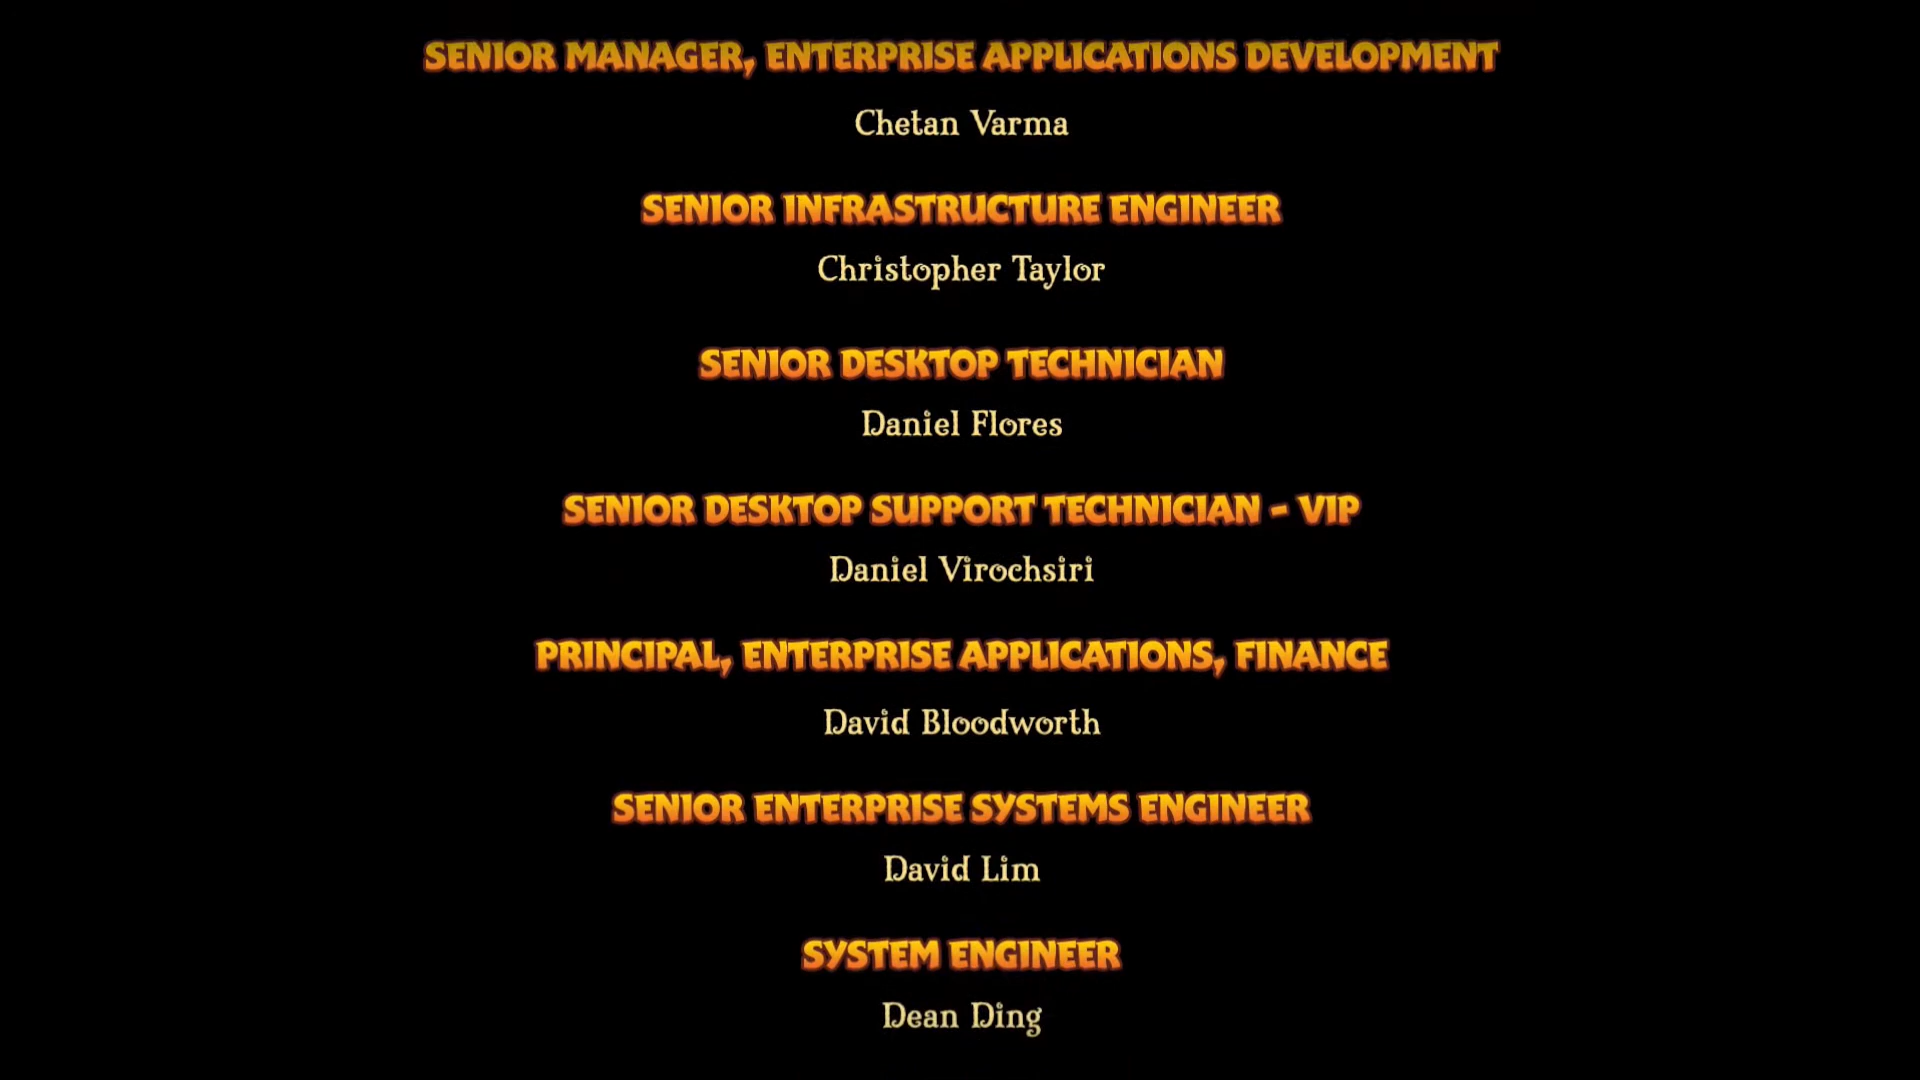 SENIOR MANAGER, ENTERPRISE APPLICATIONS DEVELOPMENT
Chetan Varma
SENIOR INFRASTRUCTURE ENGINEER
Christopher Taylor
SENIOR DESKTOP TECHNICIAN
Daniel Flores
SENIOR DESKTOP SUPPORT TECHNICIAN - VIP
Daniel Virochsiri
PRINCIPAL, ENTERPRISE APPLICATIONS, FINANCE
David Bloodworth
SENIOR ENTERPRISE SYSTEMS ENGINEER
David Lim
SYSTEM ENGINEER
Dean Ding